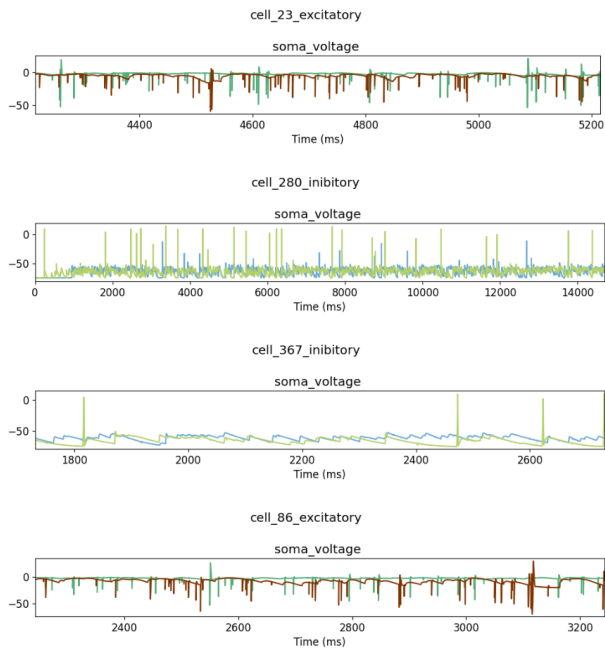 cell_23_excitatory
soma_voltage
0
−50
4400 4600 4800 5000 5200
Time (ms)
cell_280_inibitory
soma_voltage
0
−50
0 2000 4000 6000 8000 10000 12000 14000
Time (ms)
cell_367_inibitory
soma_voltage
0
−50
1800 2000 2200 2400 2600
Time (ms)
cell_86_excitatory
soma_voltage
0
−50
2400 2600 2800 3000 3200
Time (ms)